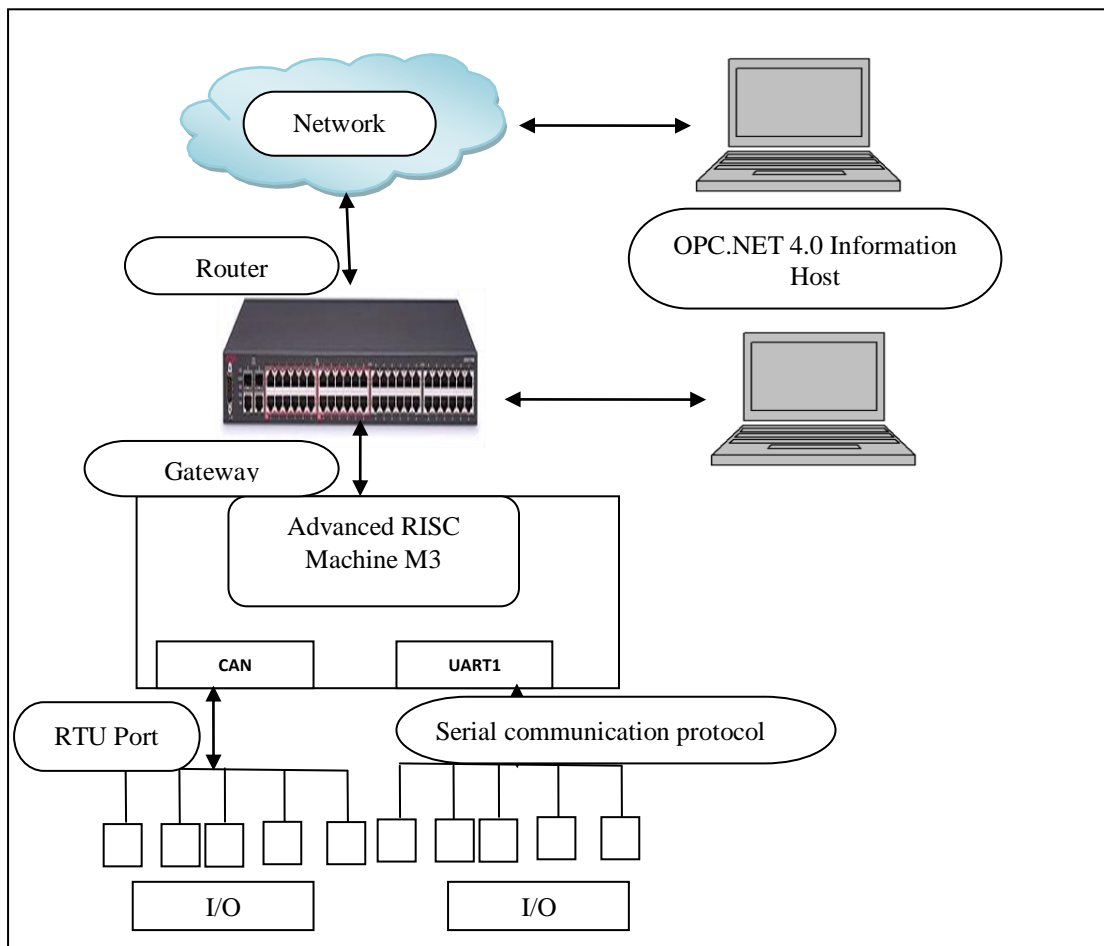 Network
OPC.NET 4.0 Information
Host
Router
Gateway
Advanced RISC
Machine M3
CAN
UART1
RTU Port
Serial communication protocol
I/O
I/O